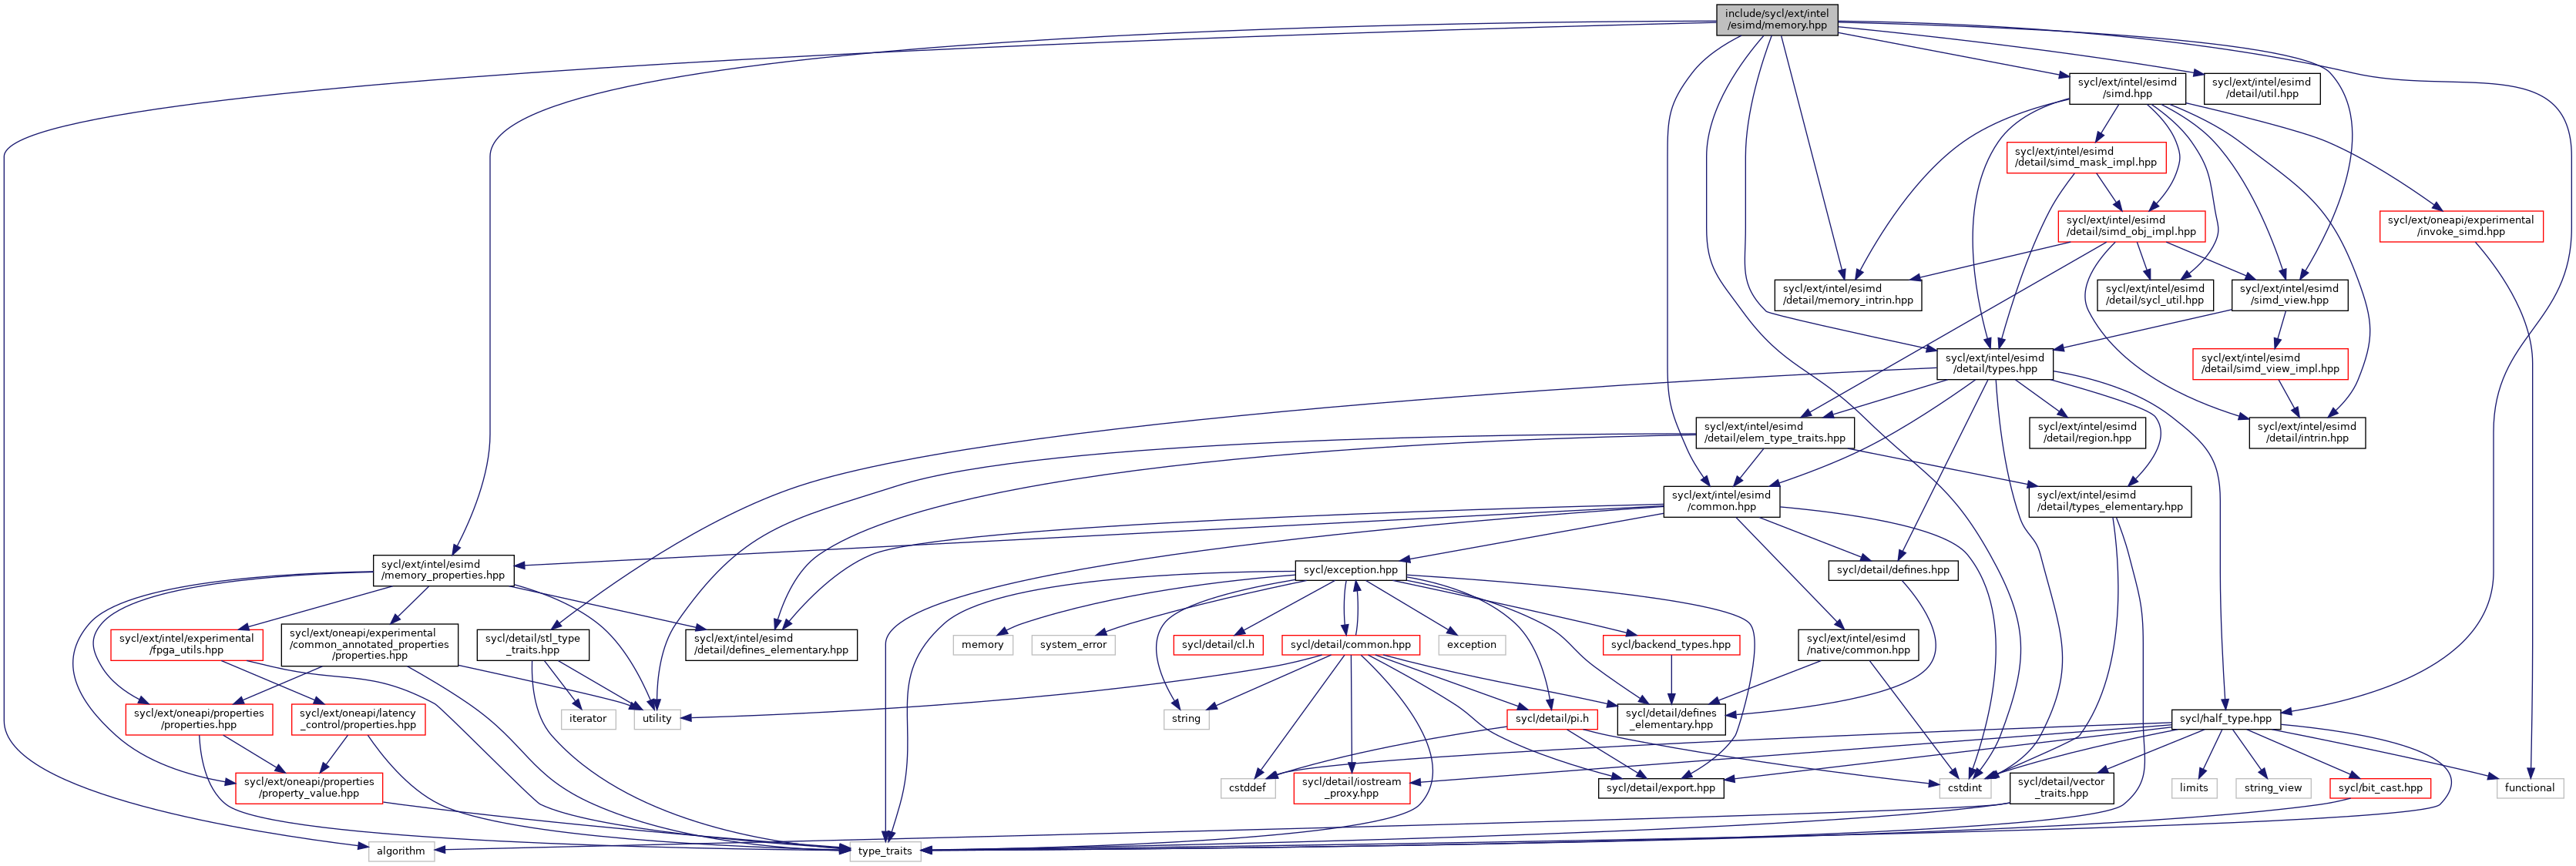 include/sycl/ext/intel
/esimd/memory.hpp
sycl/ext/intel/esimd
/simd.hpp
sycl/ext/intel/esimd
/detail/util.hpp
sycl/ext/intel/esimd
/detail/simd_mask_impl.hpp
sycl/ext/intel/esimd
/detail/simd_obj_impl.hpp
sycl/ext/oneapi/experimental
/invoke_simd.hpp
sycl/ext/intel/esimd
/detail/memory_intrin.hpp
sycl/ext/intel/esimd
/detail/sycl_util.hpp
sycl/ext/intel/esimd
/simd_view.hpp
sycl/ext/intel/esimd
/detail/types.hpp
sycl/ext/intel/esimd
/detail/simd_view_impl.hpp
sycl/ext/intel/esimd
/detail/elem_type_traits.hpp
sycl/ext/intel/esimd
/detail/region.hpp
sycl/ext/intel/esimd
/detail/intrin.hpp
sycl/ext/intel/esimd
/common.hpp
sycl/ext/intel/esimd
/detail/types_elementary.hpp
sycl/ext/intel/esimd
/memory_properties.hpp
sycl/exception.hpp
sycl/detail/defines.hpp
sycl/ext/intel/experimental
/fpga_utils.hpp
sycl/ext/oneapi/experimental
/common_annotated_properties
/properties.hpp
sycl/detail/stl_type
_traits.hpp
sycl/ext/intel/esimd
/detail/defines_elementary.hpp
memory
system_error
sycl/detail/cl.h
sycl/detail/common.hpp
exception
sycl/backend_types.hpp
sycl/ext/intel/esimd
/native/common.hpp
sycl/ext/oneapi/properties
/properties.hpp
sycl/ext/oneapi/latency
_control/properties.hpp
iterator
utility
string
sycl/detail/pi.h
sycl/detail/defines
_elementary.hpp
sycl/half_type.hpp
sycl/ext/oneapi/properties
/property_value.hpp
cstddef
sycl/detail/iostream
_proxy.hpp
sycl/detail/export.hpp
cstdint
sycl/detail/vector
_traits.hpp
limits
string_view
sycl/bit_cast.hpp
functional
algorithm
type_traits